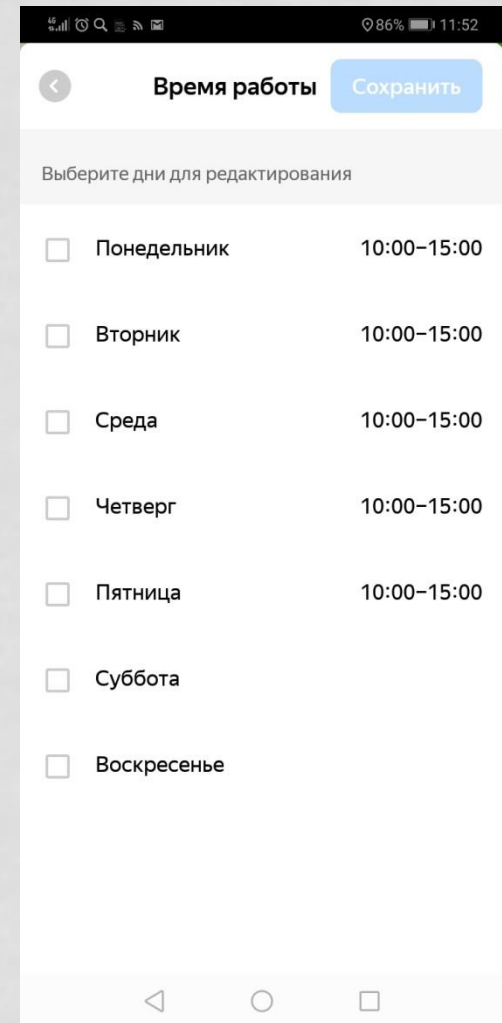 86% 11:52
Время работы Сохранить
Выберите дни для редактирования
Понедельник 10:00–15:00
Вторник 10:00–15:00
Среда 10:00–15:00
Четверг 10:00–15:00
Пятница 10:00–15:00
Суббота
Воскресенье